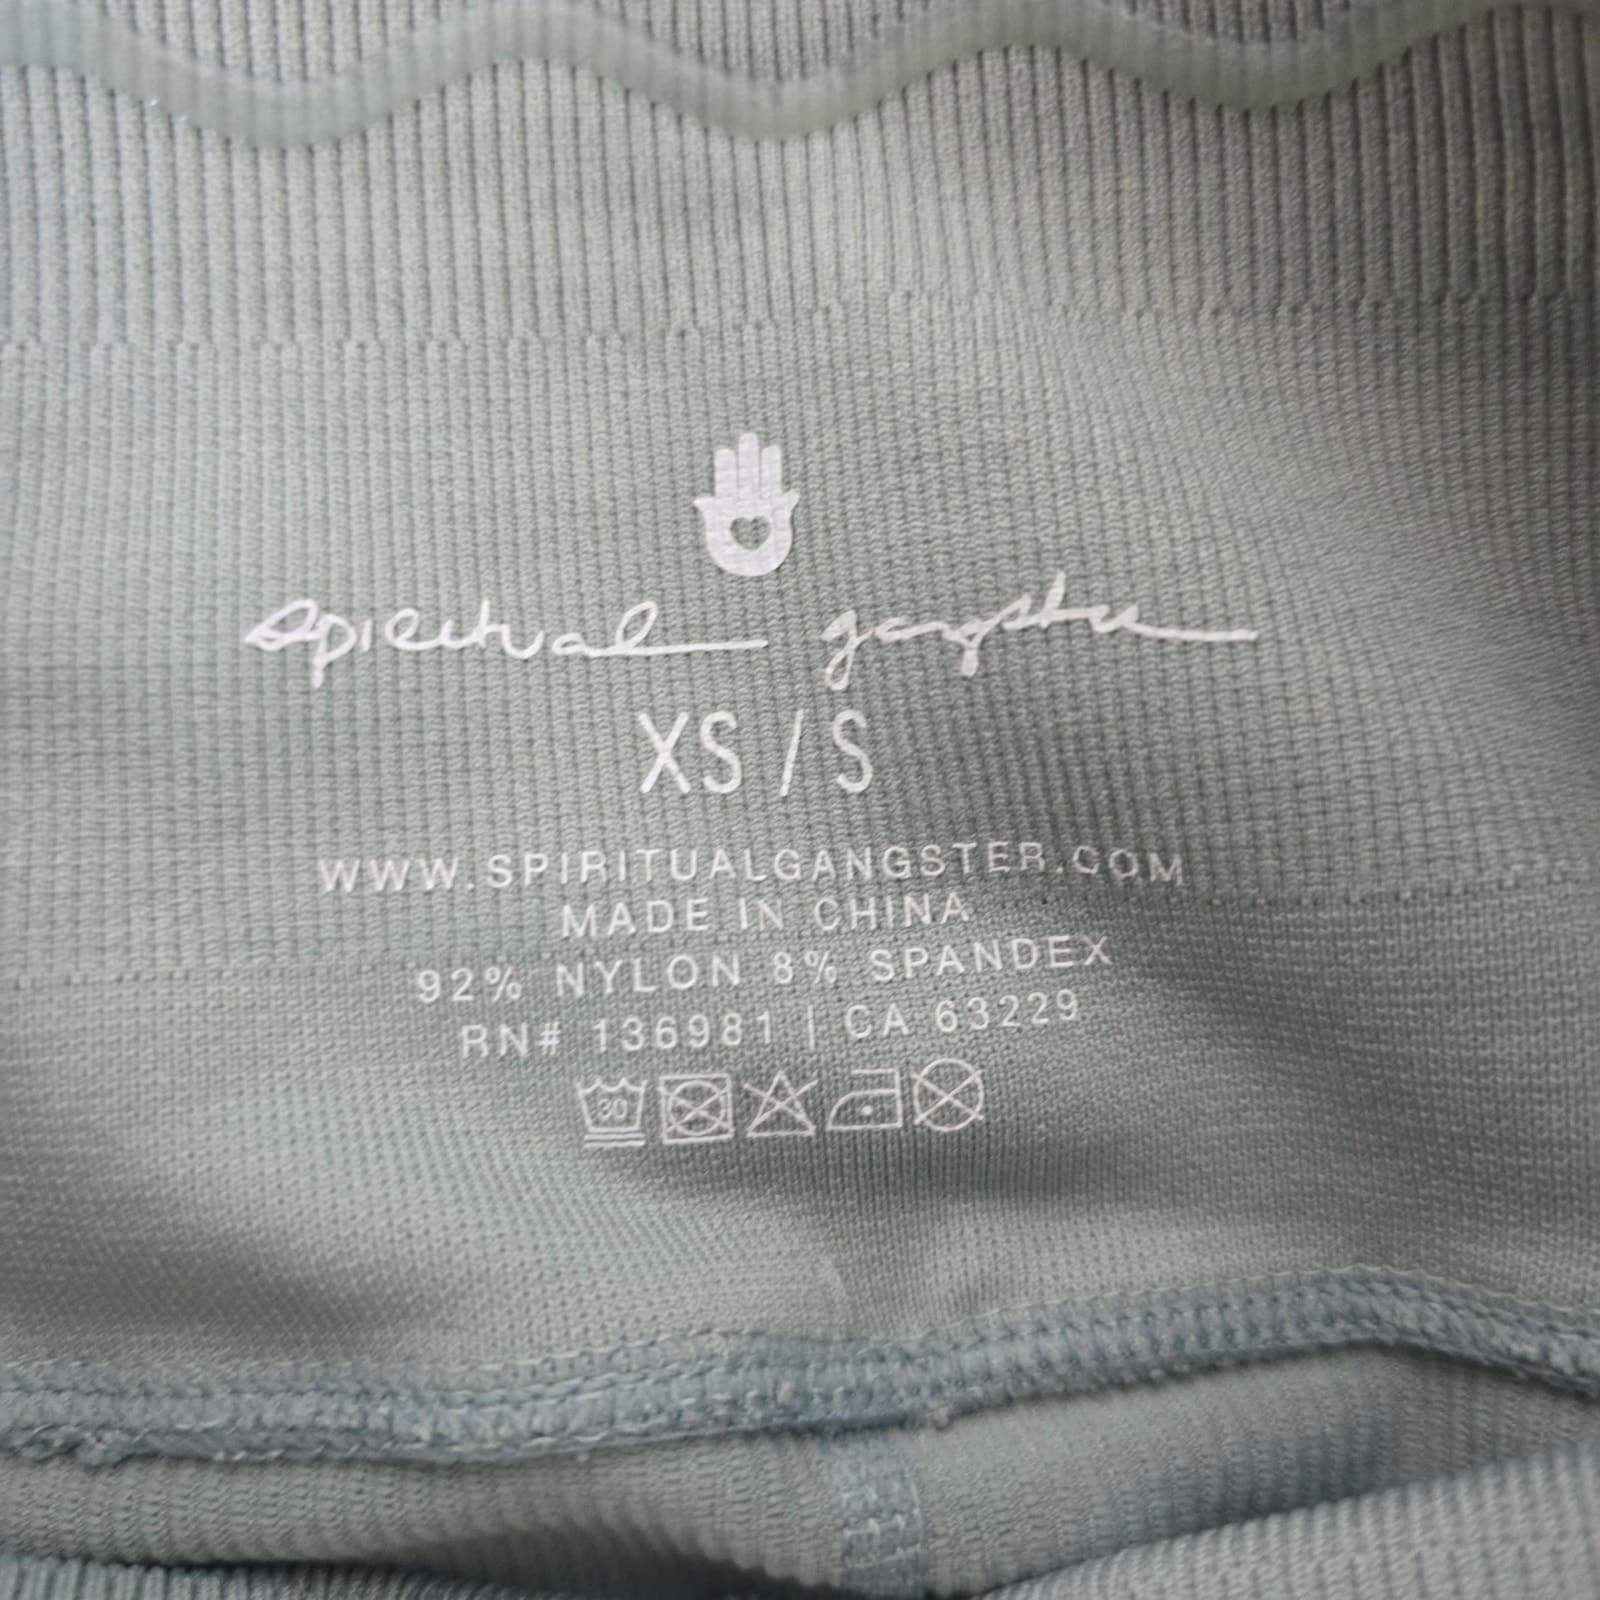 spiritual gangster
XS / S
WWW.SPIRITUALGANGSTER.COM
MADE IN CHINA
92% NYLON 8% SPANDEX
RN# 136981 | CA 63229
30